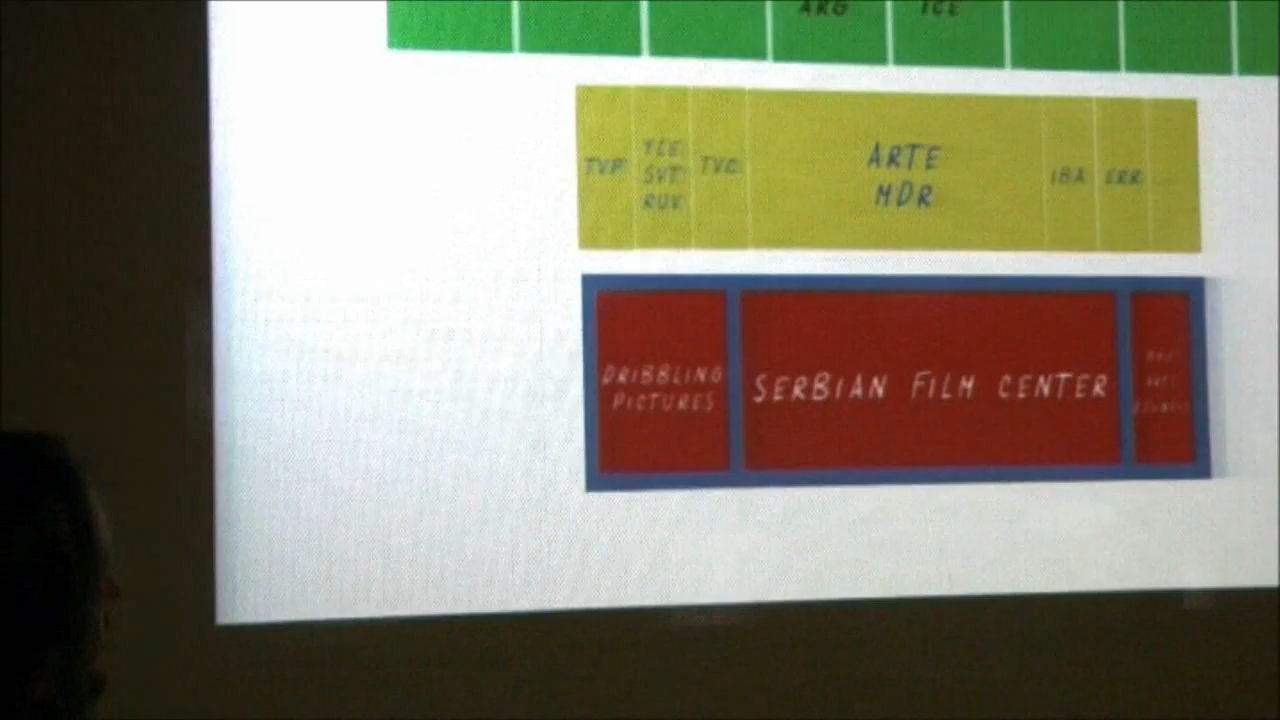 ARG
ICE
TVP
YLE
SVT
RUV
TVC
ARTE
MDR
IBA
ERR
DRIBBLING
PICTURES
SERBIAN FILM CENTER